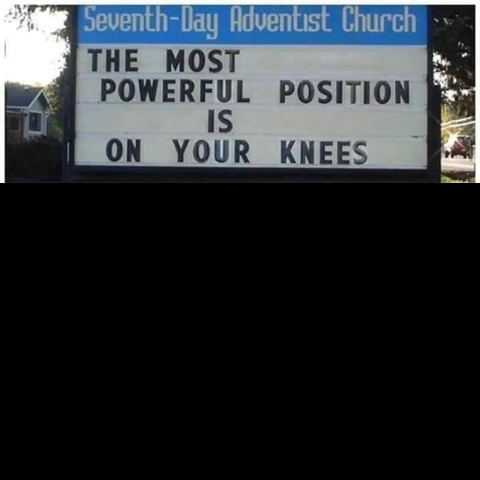 Seventh-Day Adventist Church
THE MOST
POWERFUL POSITION
IS
ON YOUR KNEES